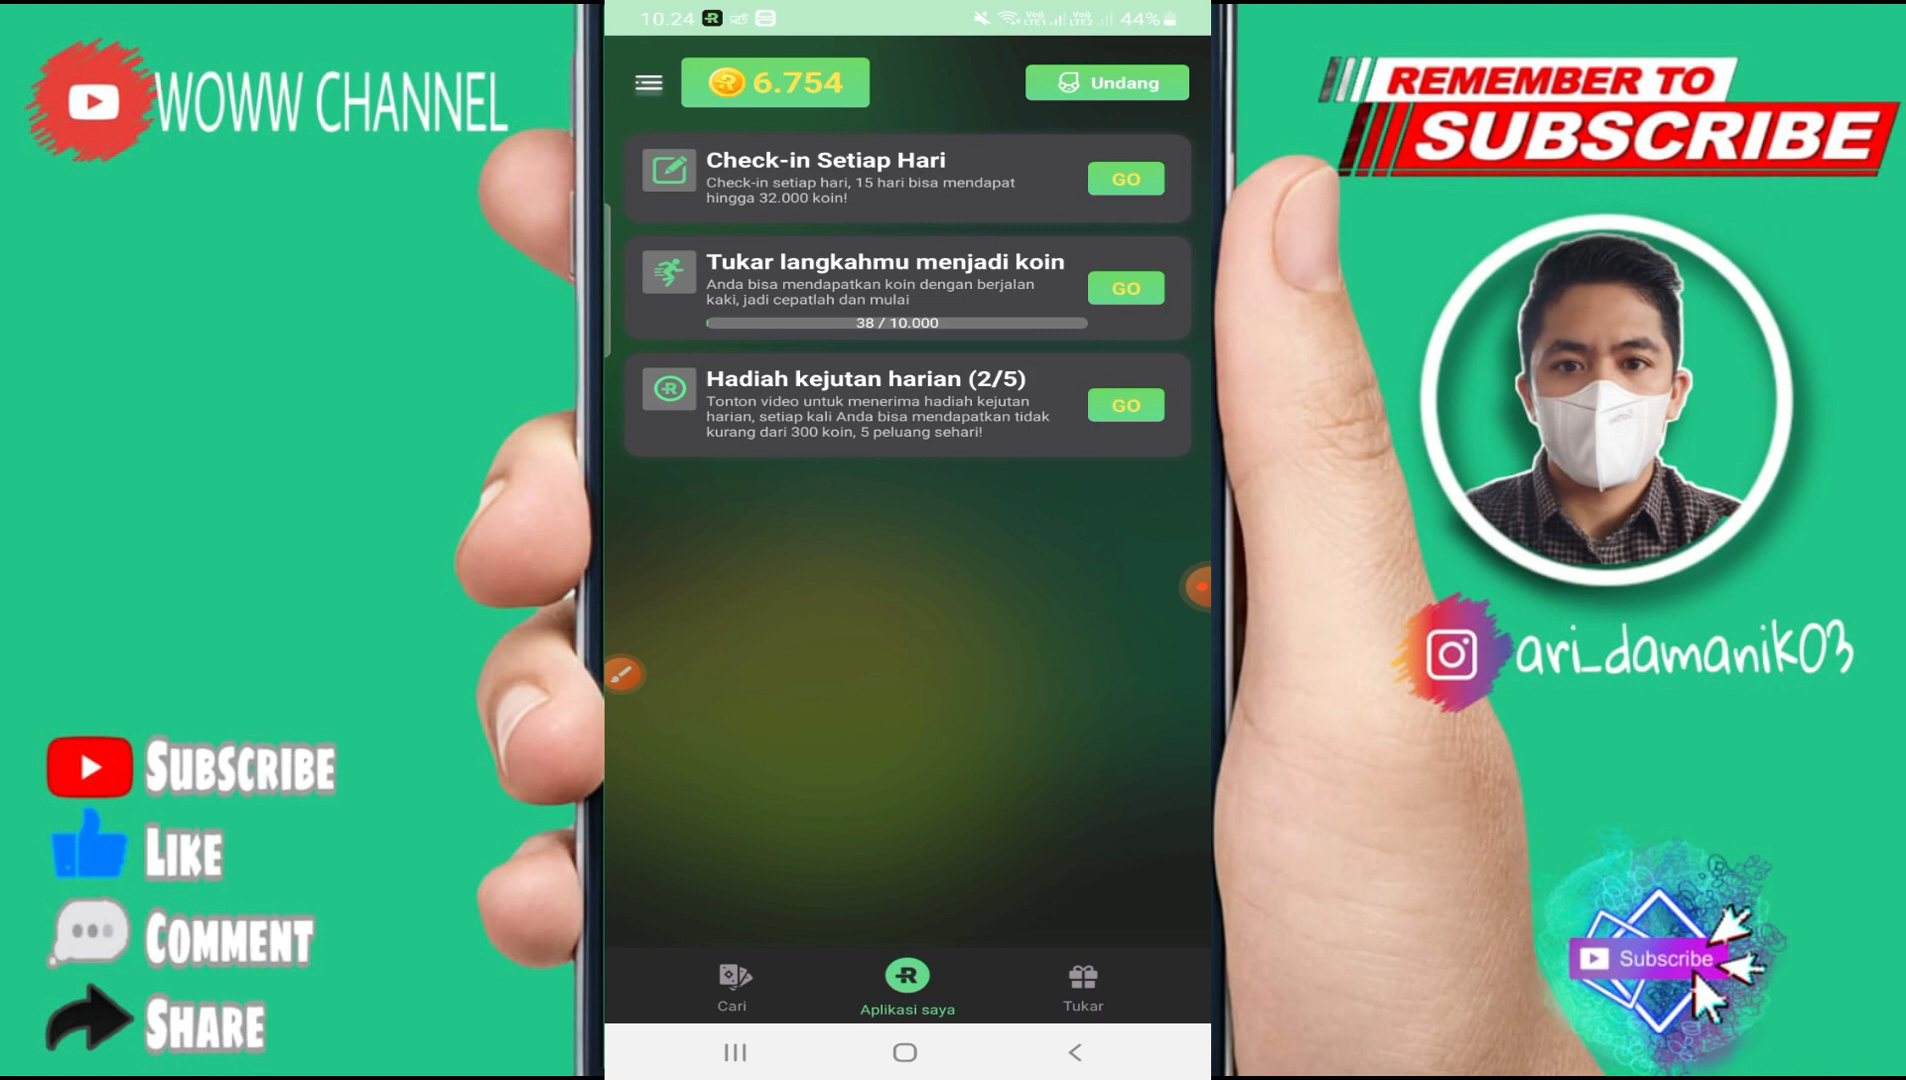 WOWW CHANNEL
SUBSCRIBE
LIKE
COMMENT
SHARE
10.24
44%
6.754
Undang
Check-in Setiap Hari
Check-in setiap hari, 15 hari bisa mendapat
hingga 32.000 koin!
GO
Tukar langkahmu menjadi koin
Anda bisa mendapatkan koin dengan berjalan
kaki, jadi cepatlah dan mulai
GO
38 / 10.000
Hadiah kejutan harian (2/5)
Tonton video untuk menerima hadiah kejutan
harian, setiap kali Anda bisa mendapatkan tidak
kurang dari 300 koin, 5 peluang sehari!
GO
Cari
Aplikasi saya
Tukar
REMEMBER TO
SUBSCRIBE
ari_damanik03
Subscribe